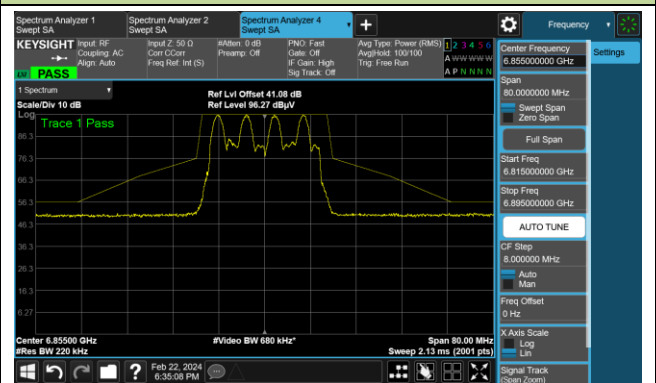 Spectrum Analyzer 1
Swept SA
Spectrum Analyzer 2
Swept SA
Spectrum Analyzer 4
Swept SA
+
Frequency
KEYSIGHT
Input: RF
Coupling: AC
Align: Auto
Input Z: 50 Ω
Corr CCorr
Freq Ref: Int (S)
#Atten: 0 dB
Preamp: Off
PNO: Fast
Gate: Off
IF Gain: High
Sig Track: Off
Avg Type: Power (RMS)
Avg|Hold: 100/100
Trig: Free Run
1 2 3 4 5 6
A W W W W W
A P N N N N
LXI
PASS
1 Spectrum
Scale/Div 10 dB
Ref Lvl Offset 41.08 dB
Ref Level 96.27 dBµV
Log
Trace 1 Pass
86.3
76.3
66.3
56.3
46.3
36.3
26.3
16.3
6.27
Center 6.85500 GHz
#Res BW 220 kHz
#Video BW 680 kHz*
Span 80.00 MHz
Sweep 2.13 ms (2001 pts)
Feb 22, 2024
6:35:08 PM
?
Center Frequency
6.855000000 GHz
Settings
Span
80.0000000 MHz
Swept Span
Zero Span
Full Span
Start Freq
6.815000000 GHz
Stop Freq
6.895000000 GHz
AUTO TUNE
CF Step
8.000000 MHz
Auto
Man
Freq Offset
0 Hz
X Axis Scale
Log
Lin
Signal Track
(Span Zoom)